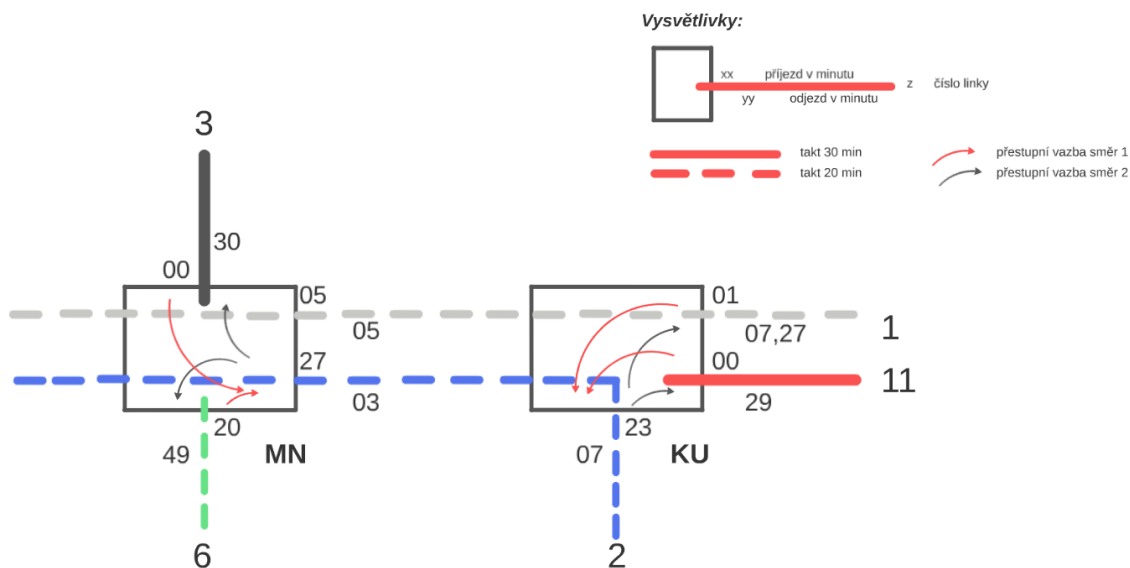 Vysvětlivky:
xx příjezd v minutu
yy odjezd v minutu
z číslo linky
takt 30 min
takt 20 min
přestupní vazba směr 1
přestupní vazba směr 2
3
30
00
05
05
27
03
20
49
MN
6
01
07,27
1
00
11
29
23
07
KU
2